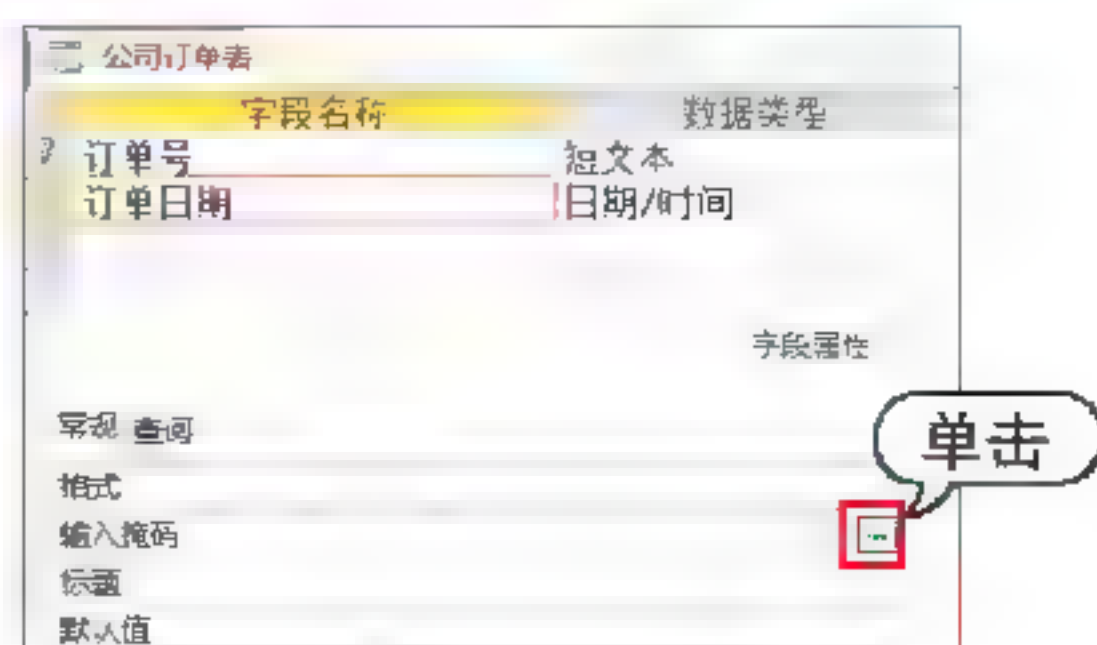 公司订单表
字段名称 数据类型
订单号 短文本
订单日期 日期/时间
字段属性
常规 查阅
格式
输入掩码 ...
标题
默认值
单击